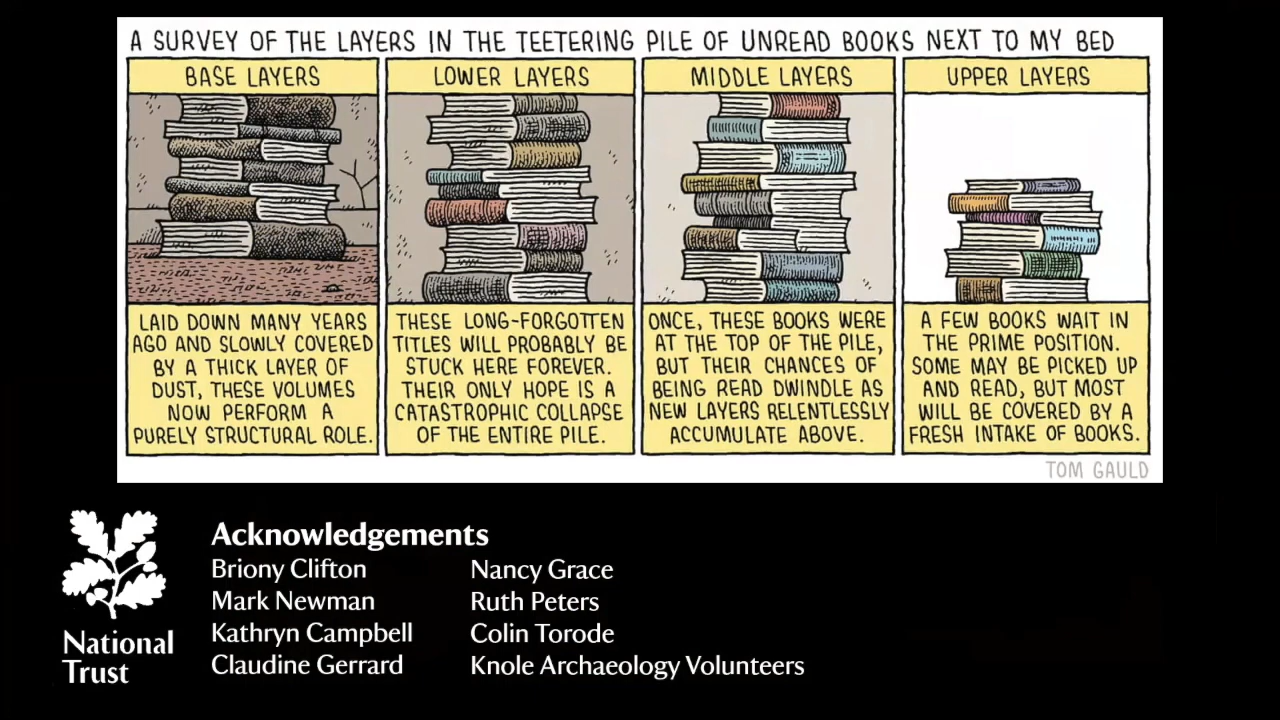 A SURVEY OF THE LAYERS IN THE TEETERING PILE OF UNREAD BOOKS NEXT TO MY BED
BASE LAYERS
LAID DOWN MANY YEARS
AGO AND SLOWLY COVERED
BY A THICK LAYER OF
DUST, THESE VOLUMES
NOW PERFORM A
PURELY STRUCTURAL ROLE.
LOWER LAYERS
THESE LONG-FORGOTTEN
TITLES WILL PROBABLY BE
STUCK HERE FOREVER.
THEIR ONLY HOPE IS A
CATASTROPHIC COLLAPSE
OF THE ENTIRE PILE.
MIDDLE LAYERS
ONCE, THESE BOOKS WERE
AT THE TOP OF THE PILE,
BUT THEIR CHANCES OF
BEING READ DWINDLE AS
NEW LAYERS RELENTLESSLY
ACCUMULATE ABOVE.
UPPER LAYERS
A FEW BOOKS WAIT IN
THE PRIME POSITION.
SOME MAY BE PICKED UP
AND READ, BUT MOST
WILL BE COVERED BY A
FRESH INTAKE OF BOOKS.
TOM GAULD
National
Trust
Acknowledgements
Briony Clifton
Mark Newman
Kathryn Campbell
Claudine Gerrard
Nancy Grace
Ruth Peters
Colin Torode
Knole Archaeology Volunteers